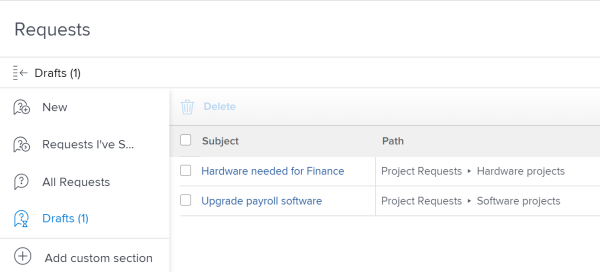 Requests
Drafts (1)
New
Requests I've S...
All Requests
Drafts (1)
Add custom section
Delete
Subject Path
Hardware needed for Finance Project Requests ▸ Hardware projects
Upgrade payroll software Project Requests ▸ Software projects